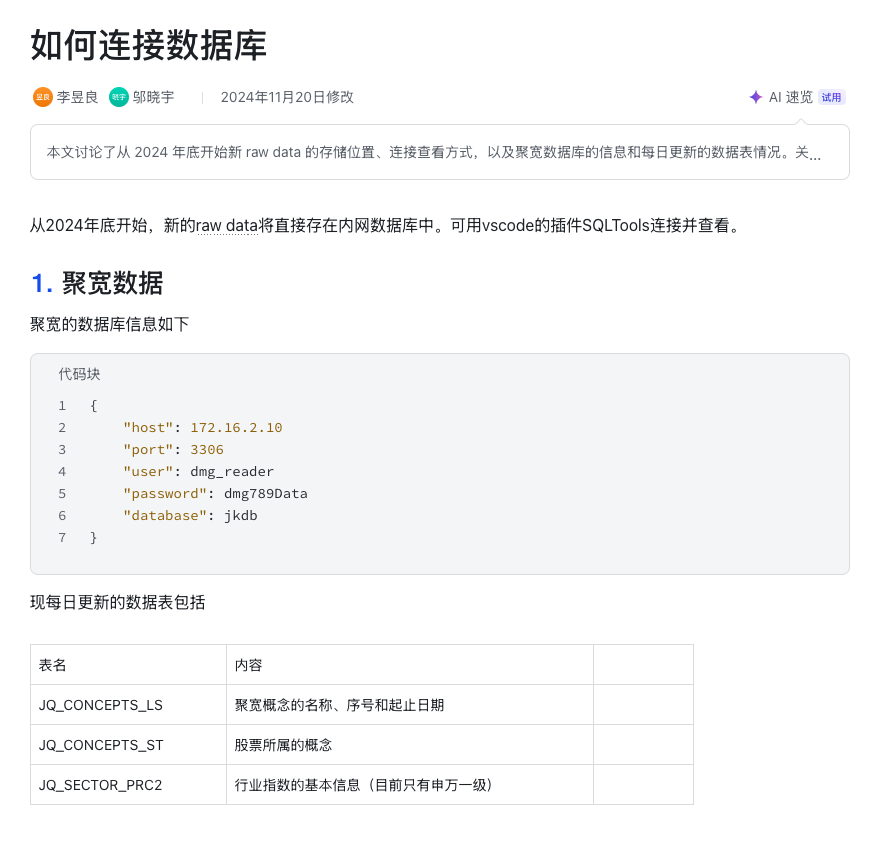 如何连接数据库
昱良 李昱良 晓宇 邬晓宇 2024年11月20日修改 AI 速览 试用
本文讨论了从 2024 年底开始新 raw data 的存储位置、连接查看方式，以及聚宽数据库的信息和每日更新的数据表情况。关...
从2024年底开始，新的raw data将直接存在内网数据库中。可用vscode的插件SQLTools连接并查看。
1. 聚宽数据
聚宽的数据库信息如下
代码块
1 {
2 "host": 172.16.2.10
3 "port": 3306
4 "user": dmg_reader
5 "password": dmg789Data
6 "database": jkdb
7 }
现每日更新的数据表包括
表名 内容
JQ_CONCEPTS_LS 聚宽概念的名称、序号和起止日期
JQ_CONCEPTS_ST 股票所属的概念
JQ_SECTOR_PRC2 行业指数的基本信息（目前只有申万一级）